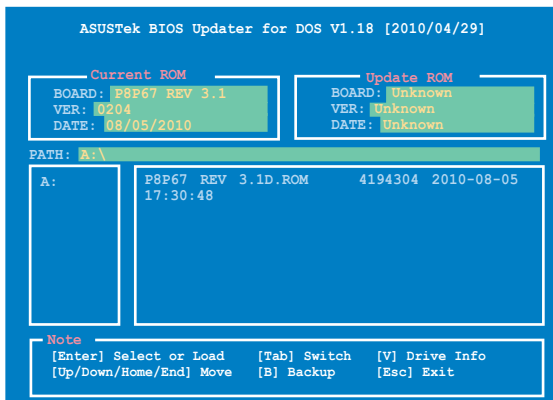 ASUSTek BIOS Updater for DOS V1.18 [2010/04/29]
Current ROM
BOARD: P8P67 REV 3.1
VER: 0204
DATE: 08/05/2010
Update ROM
BOARD: Unknown
VER: Unknown
DATE: Unknown
PATH: A:\
A:
P8P67 REV 3.1D.ROM 4194304 2010-08-05
17:30:48
Note
[Enter] Select or Load [Tab] Switch [V] Drive Info
[Up/Down/Home/End] Move [B] Backup [Esc] Exit